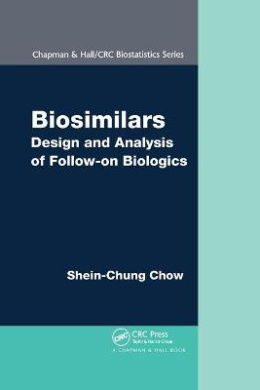 Chapman & Hall/CRC Biostatistics Series
Biosimilars
Design and Analysis
of Follow-on Biologics
Shein-Chung Chow
CRC
CRC Press
Taylor & Francis Group
A CHAPMAN & HALL BOOK